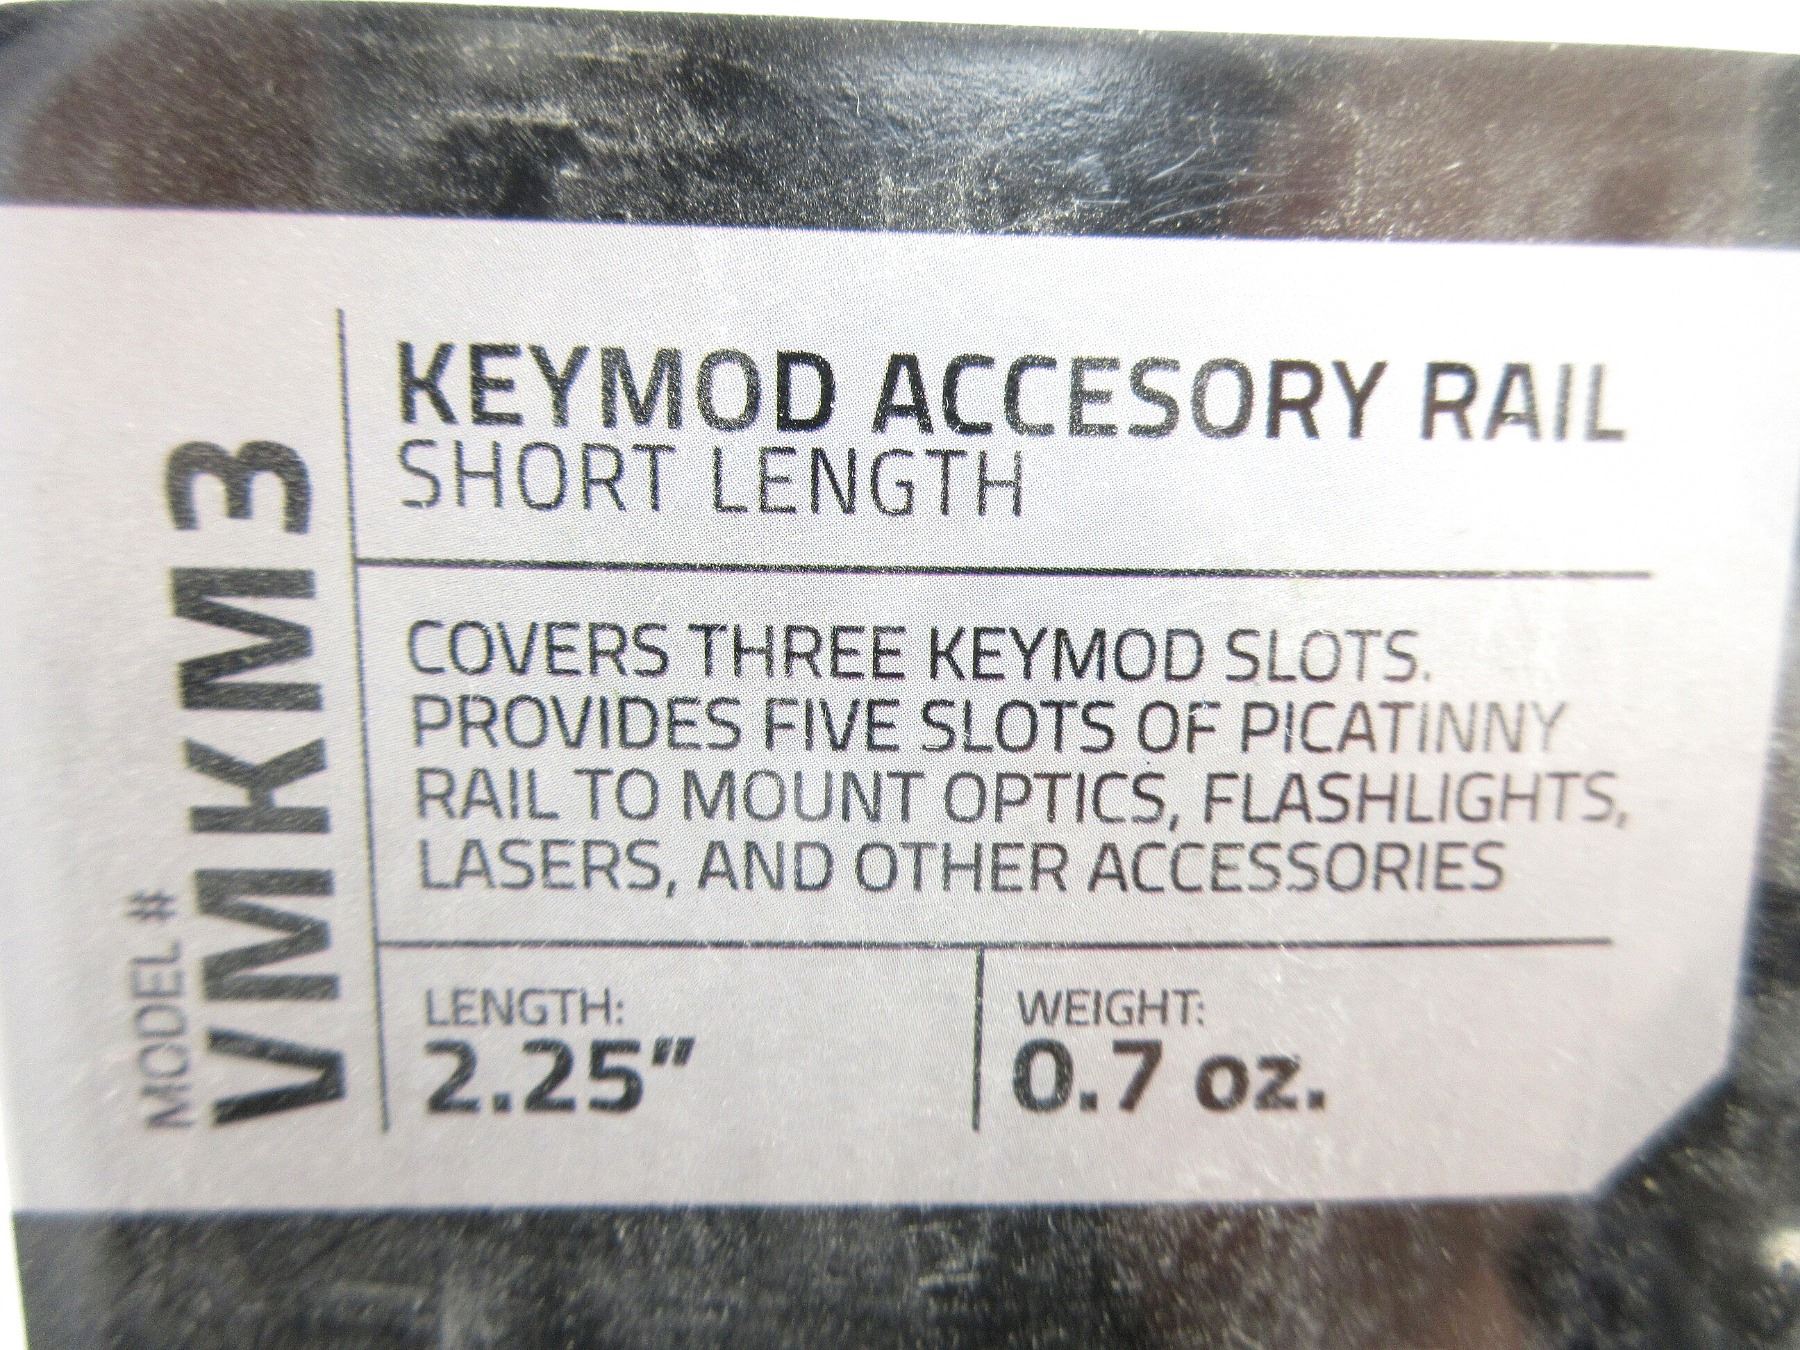 MODEL #
VMKM3
KEYMOD ACCESORY RAIL
SHORT LENGTH
COVERS THREE KEYMOD SLOTS.
PROVIDES FIVE SLOTS OF PICATINNY
RAIL TO MOUNT OPTICS, FLASHLIGHTS,
LASERS, AND OTHER ACCESSORIES
LENGTH:
2.25"
WEIGHT:
0.7 oz.